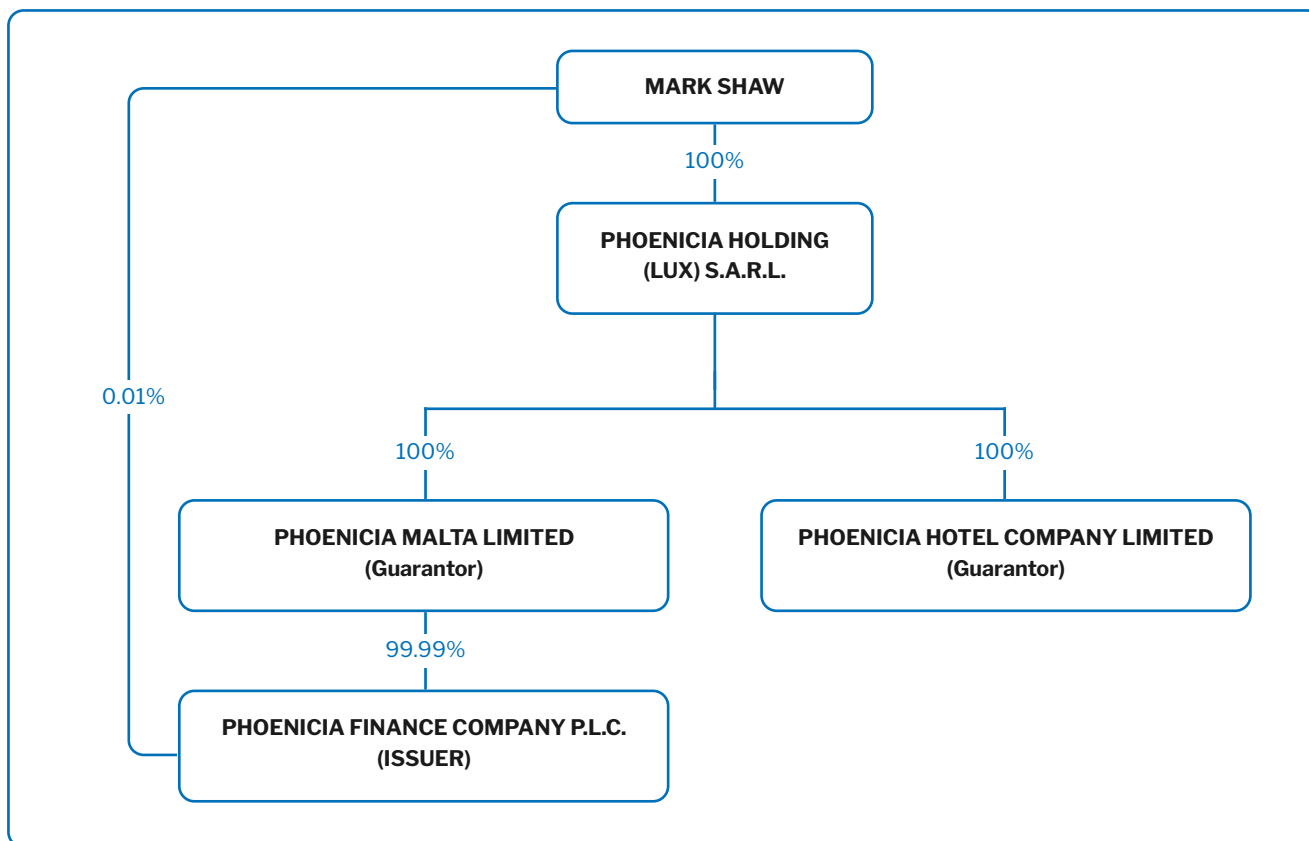 MARK SHAW
100%
PHOENICIA HOLDING
(LUX) S.A.R.L.
0.01%
100%
100%
PHOENICIA MALTA LIMITED
(Guarantor)
PHOENICIA HOTEL COMPANY LIMITED
(Guarantor)
99.99%
PHOENICIA FINANCE COMPANY P.L.C.
(ISSUER)